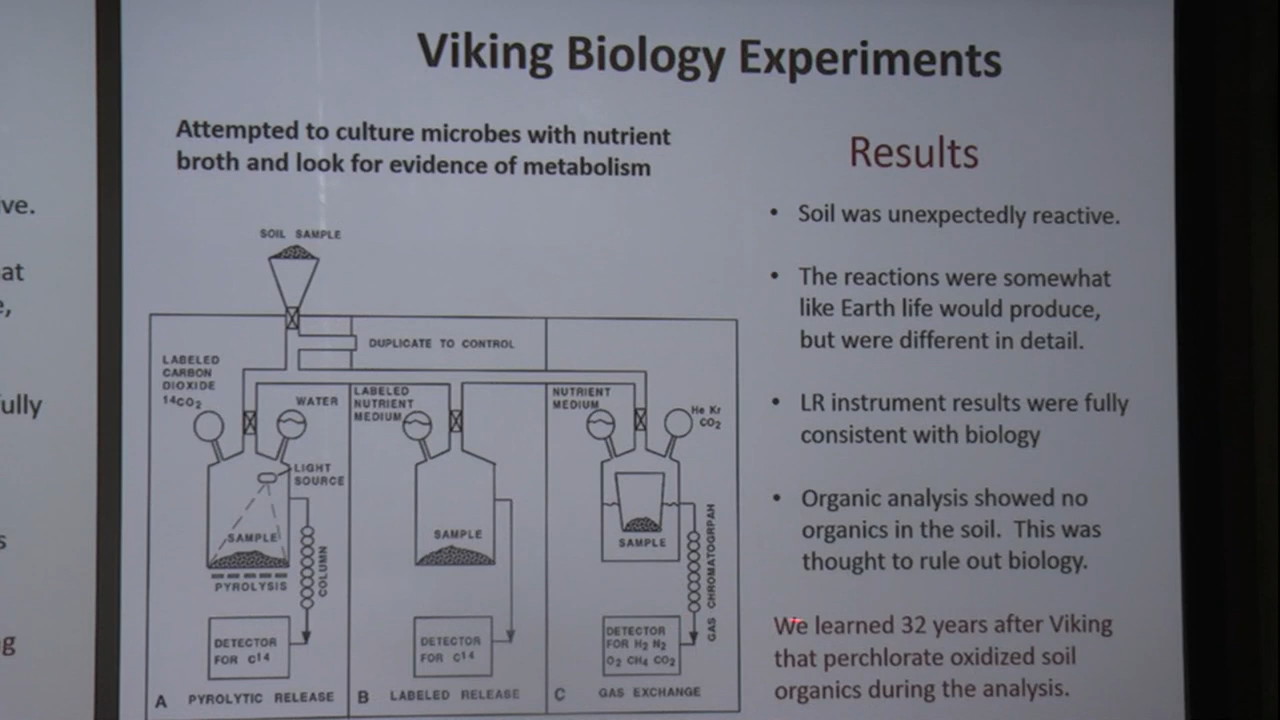 Viking Biology Experiments
Attempted to culture microbes with nutrient
broth and look for evidence of metabolism
SOIL SAMPLE
DUPLICATE TO CONTROL
LABELED
CARBON
DIOXIDE
14CO2
WATER
LIGHT
SOURCE
SAMPLE
PYROLYSIS
COLUMN
DETECTOR
FOR C14
A PYROLYTIC RELEASE
LABELED
NUTRIENT
MEDIUM
SAMPLE
DETECTOR
FOR C14
B LABELED RELEASE
NUTRIENT
MEDIUM
He Kr
CO2
SAMPLE
GAS CHROMATOGRPAH
DETECTOR
FOR H2 N2
O2 CH4 CO2
C GAS EXCHANGE
Results
• Soil was unexpectedly reactive.
• The reactions were somewhat
like Earth life would produce,
but were different in detail.
• LR instrument results were fully
consistent with biology
• Organic analysis showed no
organics in the soil. This was
thought to rule out biology.
We learned 32 years after Viking
that perchlorate oxidized soil
organics during the analysis.